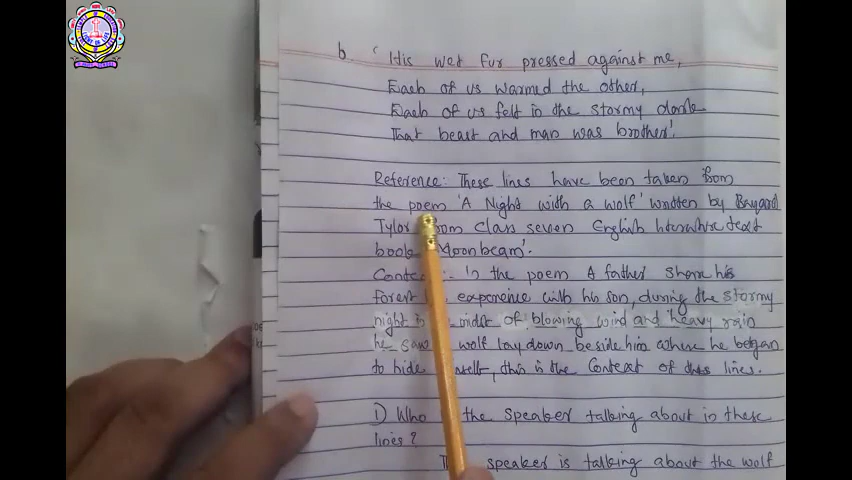 b. ' His wet fur pressed against me,
Each of us warmed the other,
Each of us felt in the stormy dark
That beast and man was brother'.
Reference: These lines have been taken from
the poem 'A Night with a wolf' written by Bayard
Tylor from Class seven English literature text
book Moonbeam'.
Context:- In the poem A father share his
forest experience with his son, during the stormy
night in midst of blowing wind and heavy rain
he saw wolf lay down beside him where he began
to hide, this is the Context of this lines.
1) Who the speaker talking about in these
lines?
speaker is talking about the wolf